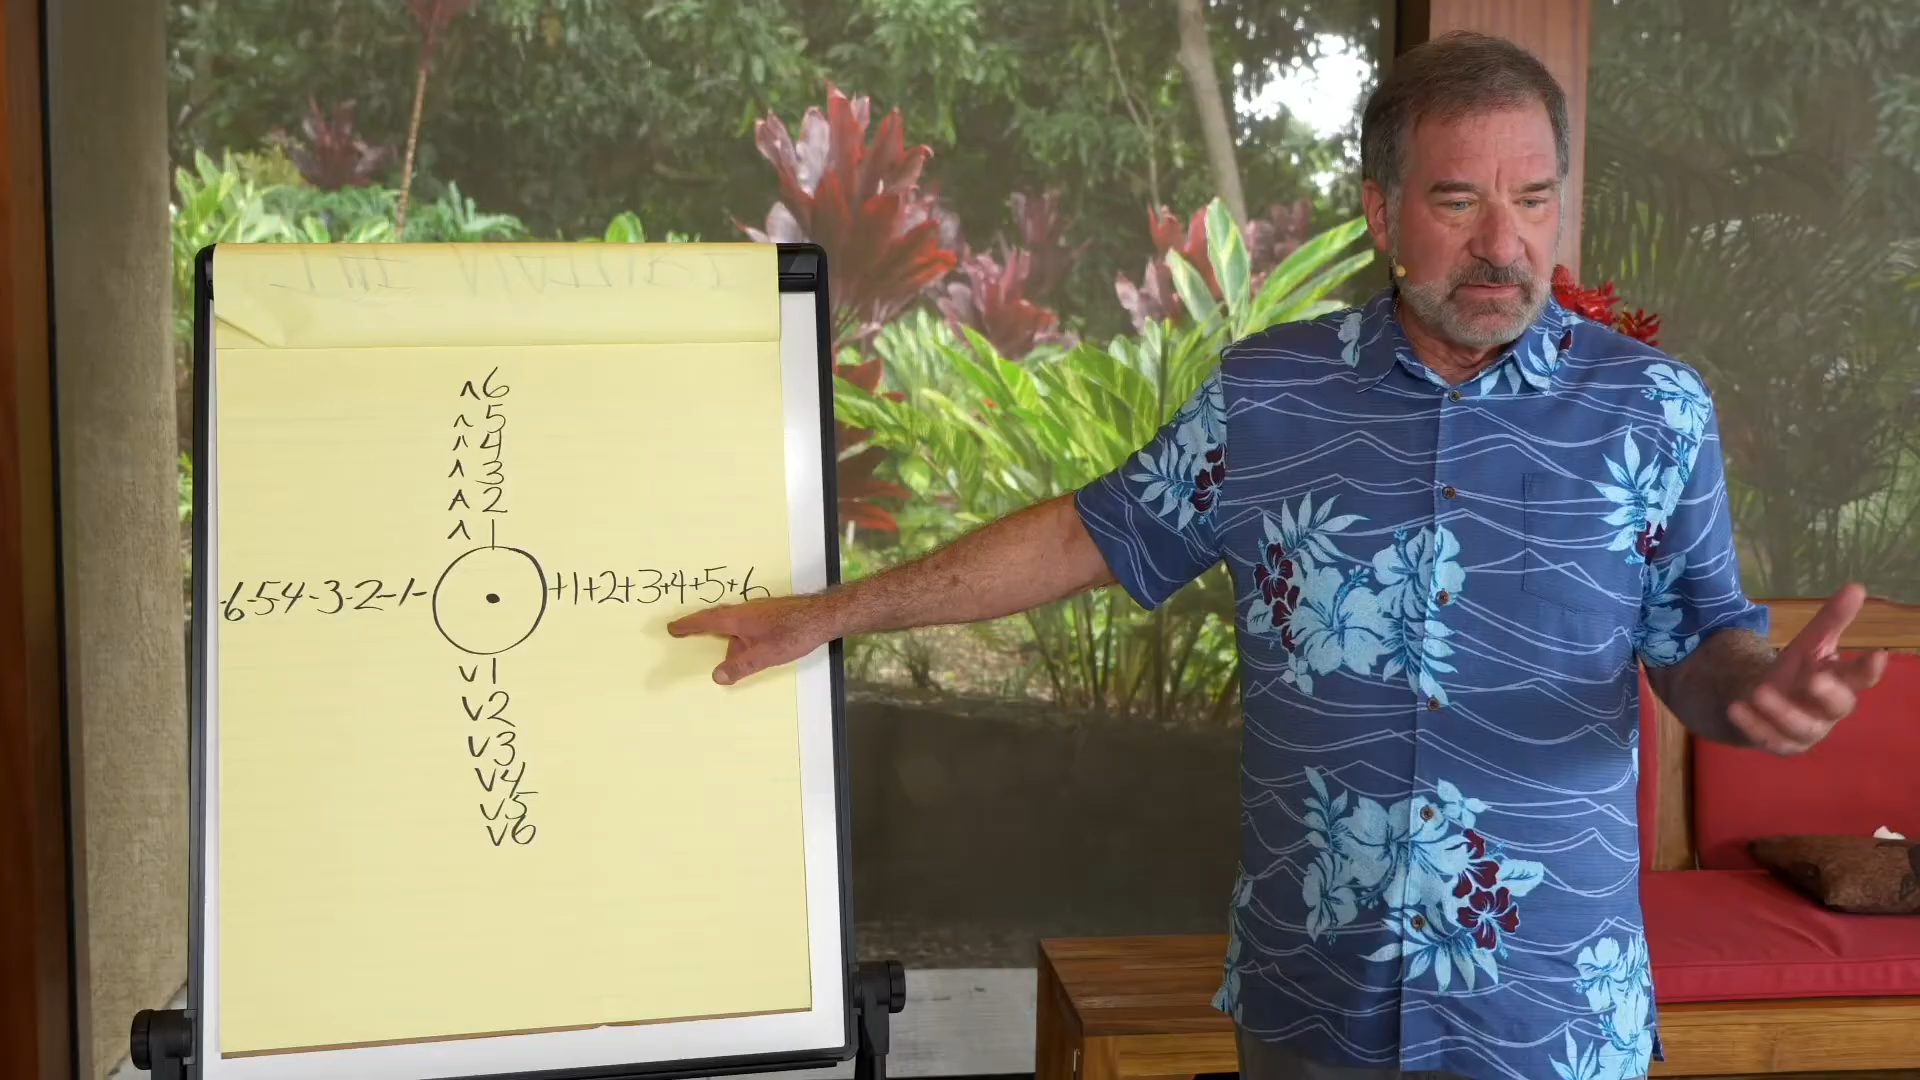 ^6
^5
^4
^3
^2
^1
-6-5-4-3-2-1- +1+2+3+4+5+6
v1
v2
v3
v4
v5
v6